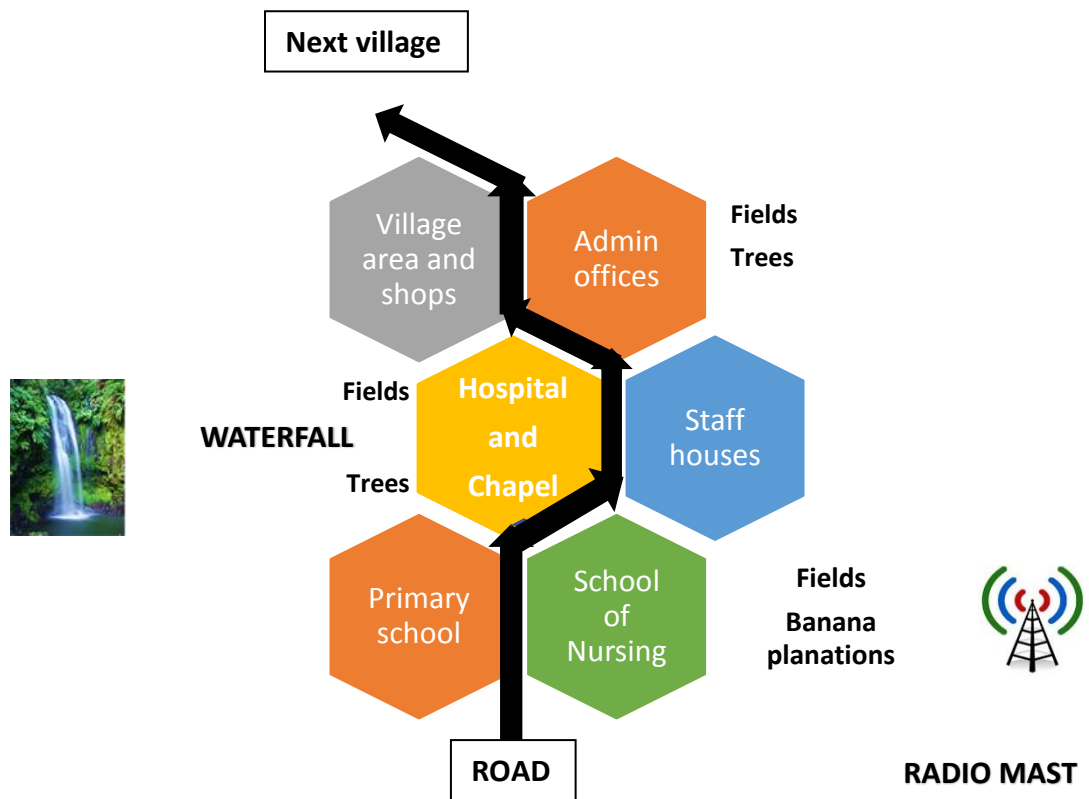 Next village
Village
area and
shops
Admin
offices
Fields
Trees
Fields
WATERFALL
Trees
Hospital
and
Chapel
Staff
houses
Primary
school
School
of
Nursing
Fields
Banana
planations
ROAD
RADIO MAST